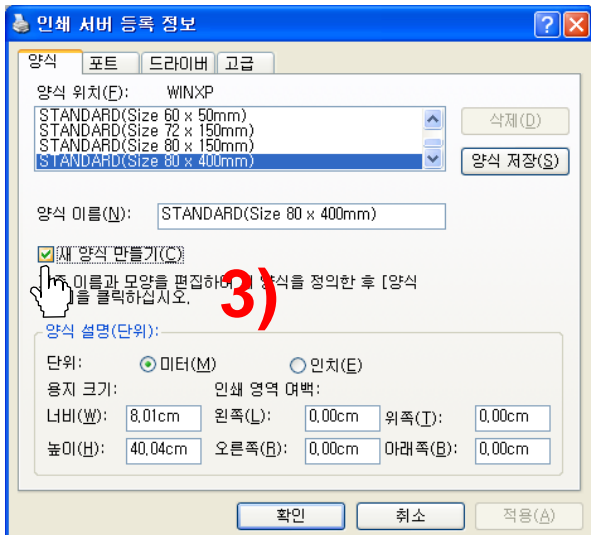 인쇄 서버 등록 정보
양식 포트 드라이버 고급
양식 위치(F): WINXP
STANDARD(Size 60 x 50mm)
STANDARD(Size 72 x 150mm)
STANDARD(Size 80 x 150mm)
STANDARD(Size 80 x 400mm)
삭제(D)
양식 저장(S)
양식 이름(N): STANDARD(Size 80 x 400mm)
새 양식 만들기(C)
이름과 모양을 편집하여 양식을 정의한 후 [양식
을 클릭하십시오.
3)
양식 설명(단위):
단위: 미터(M) 인치(E)
용지 크기: 인쇄 영역 여백:
너비(W): 8.01cm 왼쪽(L): 0.00cm 위쪽(T): 0.00cm
높이(H): 40.04cm 오른쪽(R): 0.00cm 아래쪽(B): 0.00cm
확인 취소 적용(A)